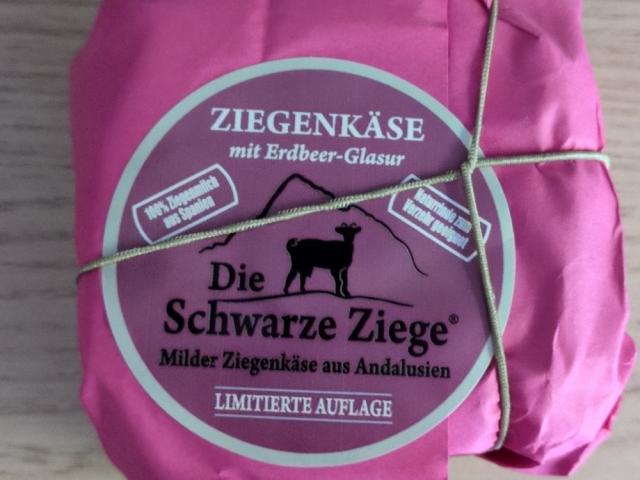 ZIEGENKÄSE
mit Erdbeer-Glasur
100% Ziegenmilch
aus Spanien
Naturrinde zum
Verzehr geeignet
Die
Schwarze Ziege®
Milder Ziegenkäse aus Andalusien
LIMITIERTE AUFLAGE